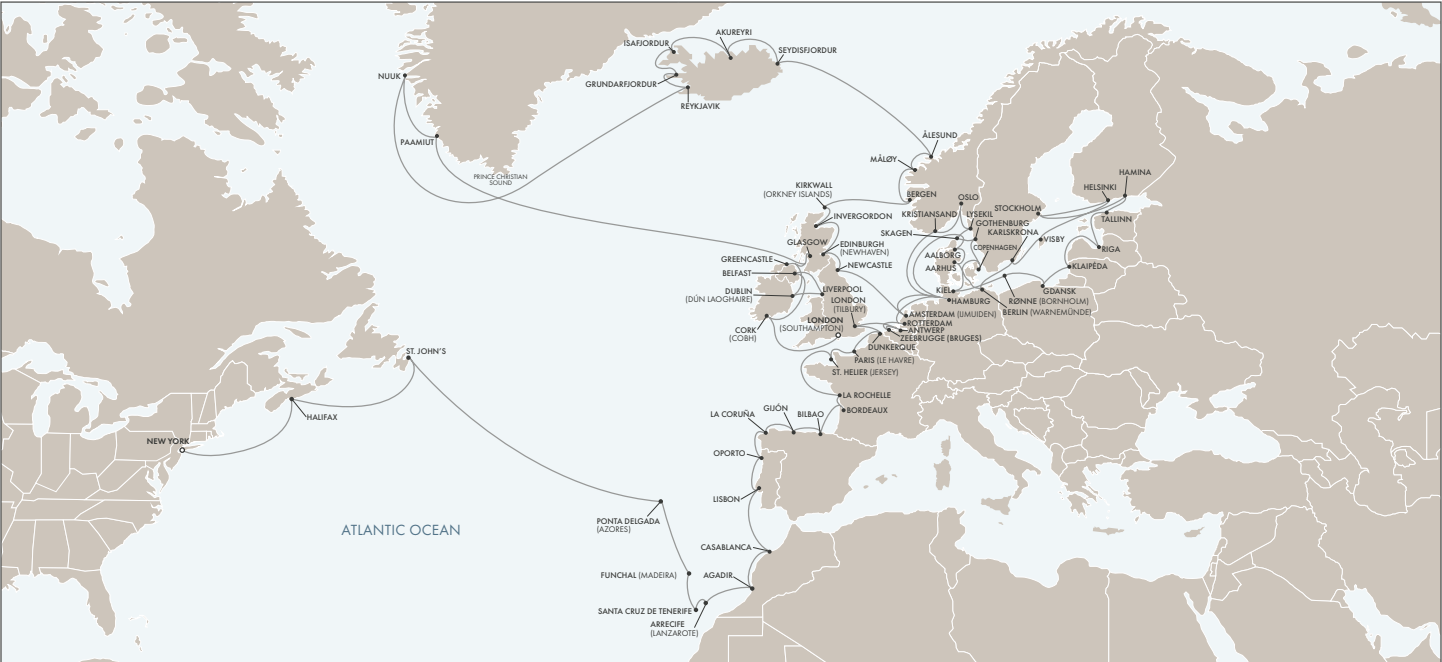 ISAFJORDUR
AKUREYRI
SEYDISFJORDUR
NUUK
GRUNDARFJORDUR
REYKJAVIK
PAAMIUT
PRINCE CHRISTIAN
SOUND
ÅLESUND
MÅLØY
BERGEN
KIRKWALL
(ORKNEY ISLANDS)
INVERGORDON
OSLO
STOCKHOLM
HELSINKI
HAMINA
TALLINN
KRISTIANSAND
LYSEKIL
GOTHENBURG
SKAGEN
KARLSKRONA
VISBY
COPENHAGEN
RIGA
GLASGOW
EDINBURGH
(NEWHAVEN)
AALBORG
AARHUS
KLAIPĖDA
GREENCASTLE
NEWCASTLE
BELFAST
DUBLIN
(DÚN LAOGHAIRE)
LIVERPOOL
KIEL
HAMBURG
GDANSK
RØNNE (BORNHOLM)
BERLIN (WARNEMÜNDE)
LONDON
(TILBURY)
LONDON
(SOUTHAMPTON)
AMSTERDAM (IJMUIDEN)
ROTTERDAM
ANTWERP
ZEEBRUGGE (BRUGES)
CORK
(COBH)
DUNKERQUE
PARIS (LE HAVRE)
ST. HELIER (JERSEY)
ST. JOHN'S
HALIFAX
NEW YORK
LA ROCHELLE
BORDEAUX
LA CORUÑA
GIJÓN
BILBAO
OPORTO
LISBON
PONTA DELGADA
(AZORES)
ATLANTIC OCEAN
CASABLANCA
FUNCHAL (MADEIRA)
AGADIR
SANTA CRUZ DE TENERIFE
ARRECIFE
(LANZAROTE)